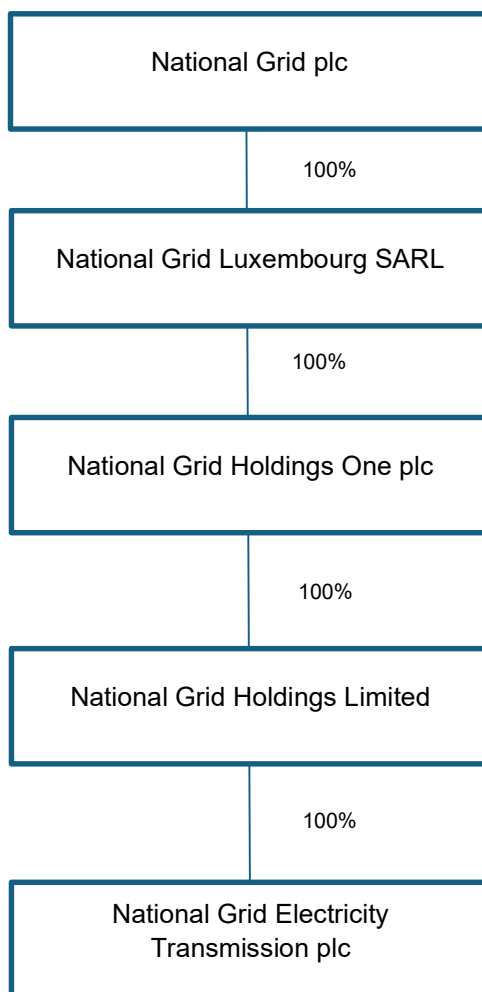 National Grid plc
100%
National Grid Luxembourg SARL
100%
National Grid Holdings One plc
100%
National Grid Holdings Limited
100%
National Grid Electricity
Transmission plc